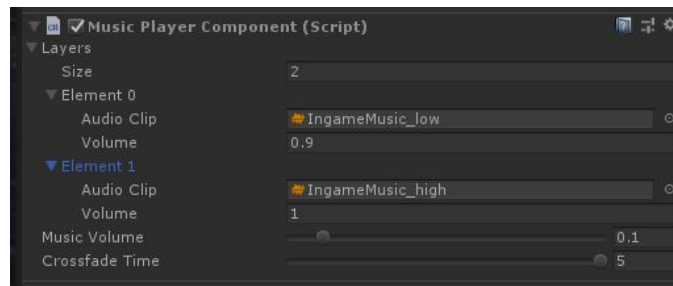 Music Player Component (Script)
Layers
Size 2
Element 0
Audio Clip IngameMusic_low
Volume 0.9
Element 1
Audio Clip IngameMusic_high
Volume 1
Music Volume 0.1
Crossfade Time 5